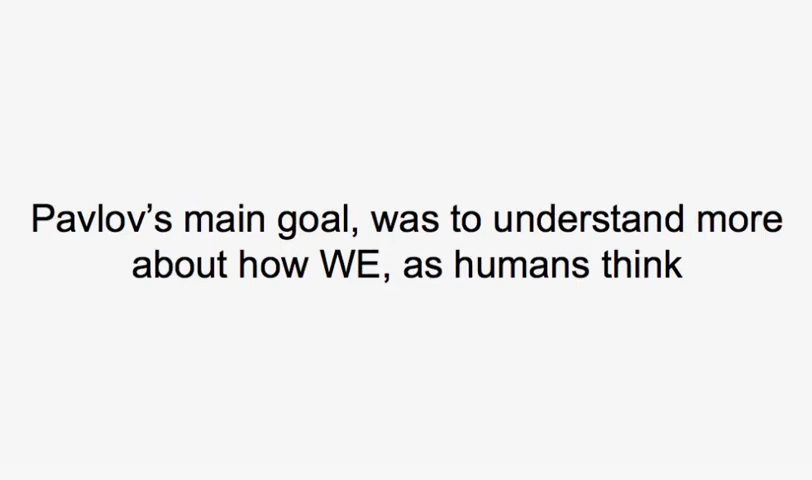 Pavlov’s main goal, was to understand more
about how WE, as humans think